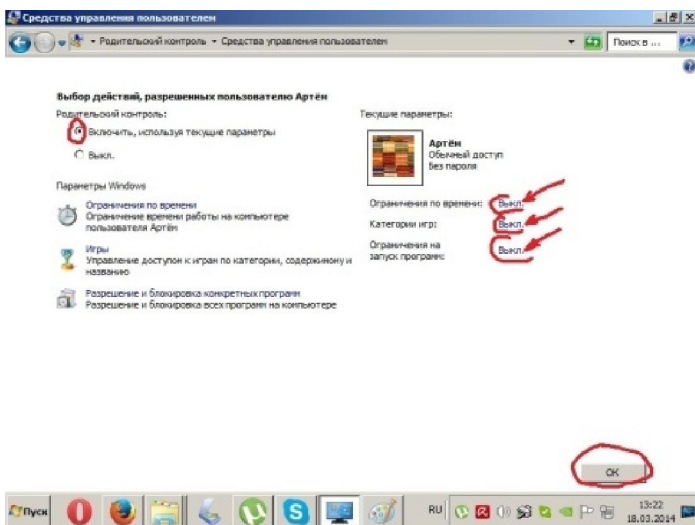 Средства управления пользователем
Родительский контроль
Средства управления пользователем
Поиск в ...
Выбор действий, разрешенных пользователю Артём
Родительский контроль:
Включить, используя текущие параметры
Выкл.
Параметры Windows
Ограничения по времени
Ограничение времени работы на компьютере
пользователя Артём
Игры
Управление доступом к играм по категории, содержимому и
названию
Разрешение и блокировка конкретных программ
Разрешение и блокировка всех программ на компьютере
Текущие параметры:
Артём
Обычный доступ
Без пароля
Ограничения по времени: Выкл.
Категории игр: Выкл.
Ограничения на
запуск программ: Выкл.
OK
Пуск
RU
13:22
18.03.2014